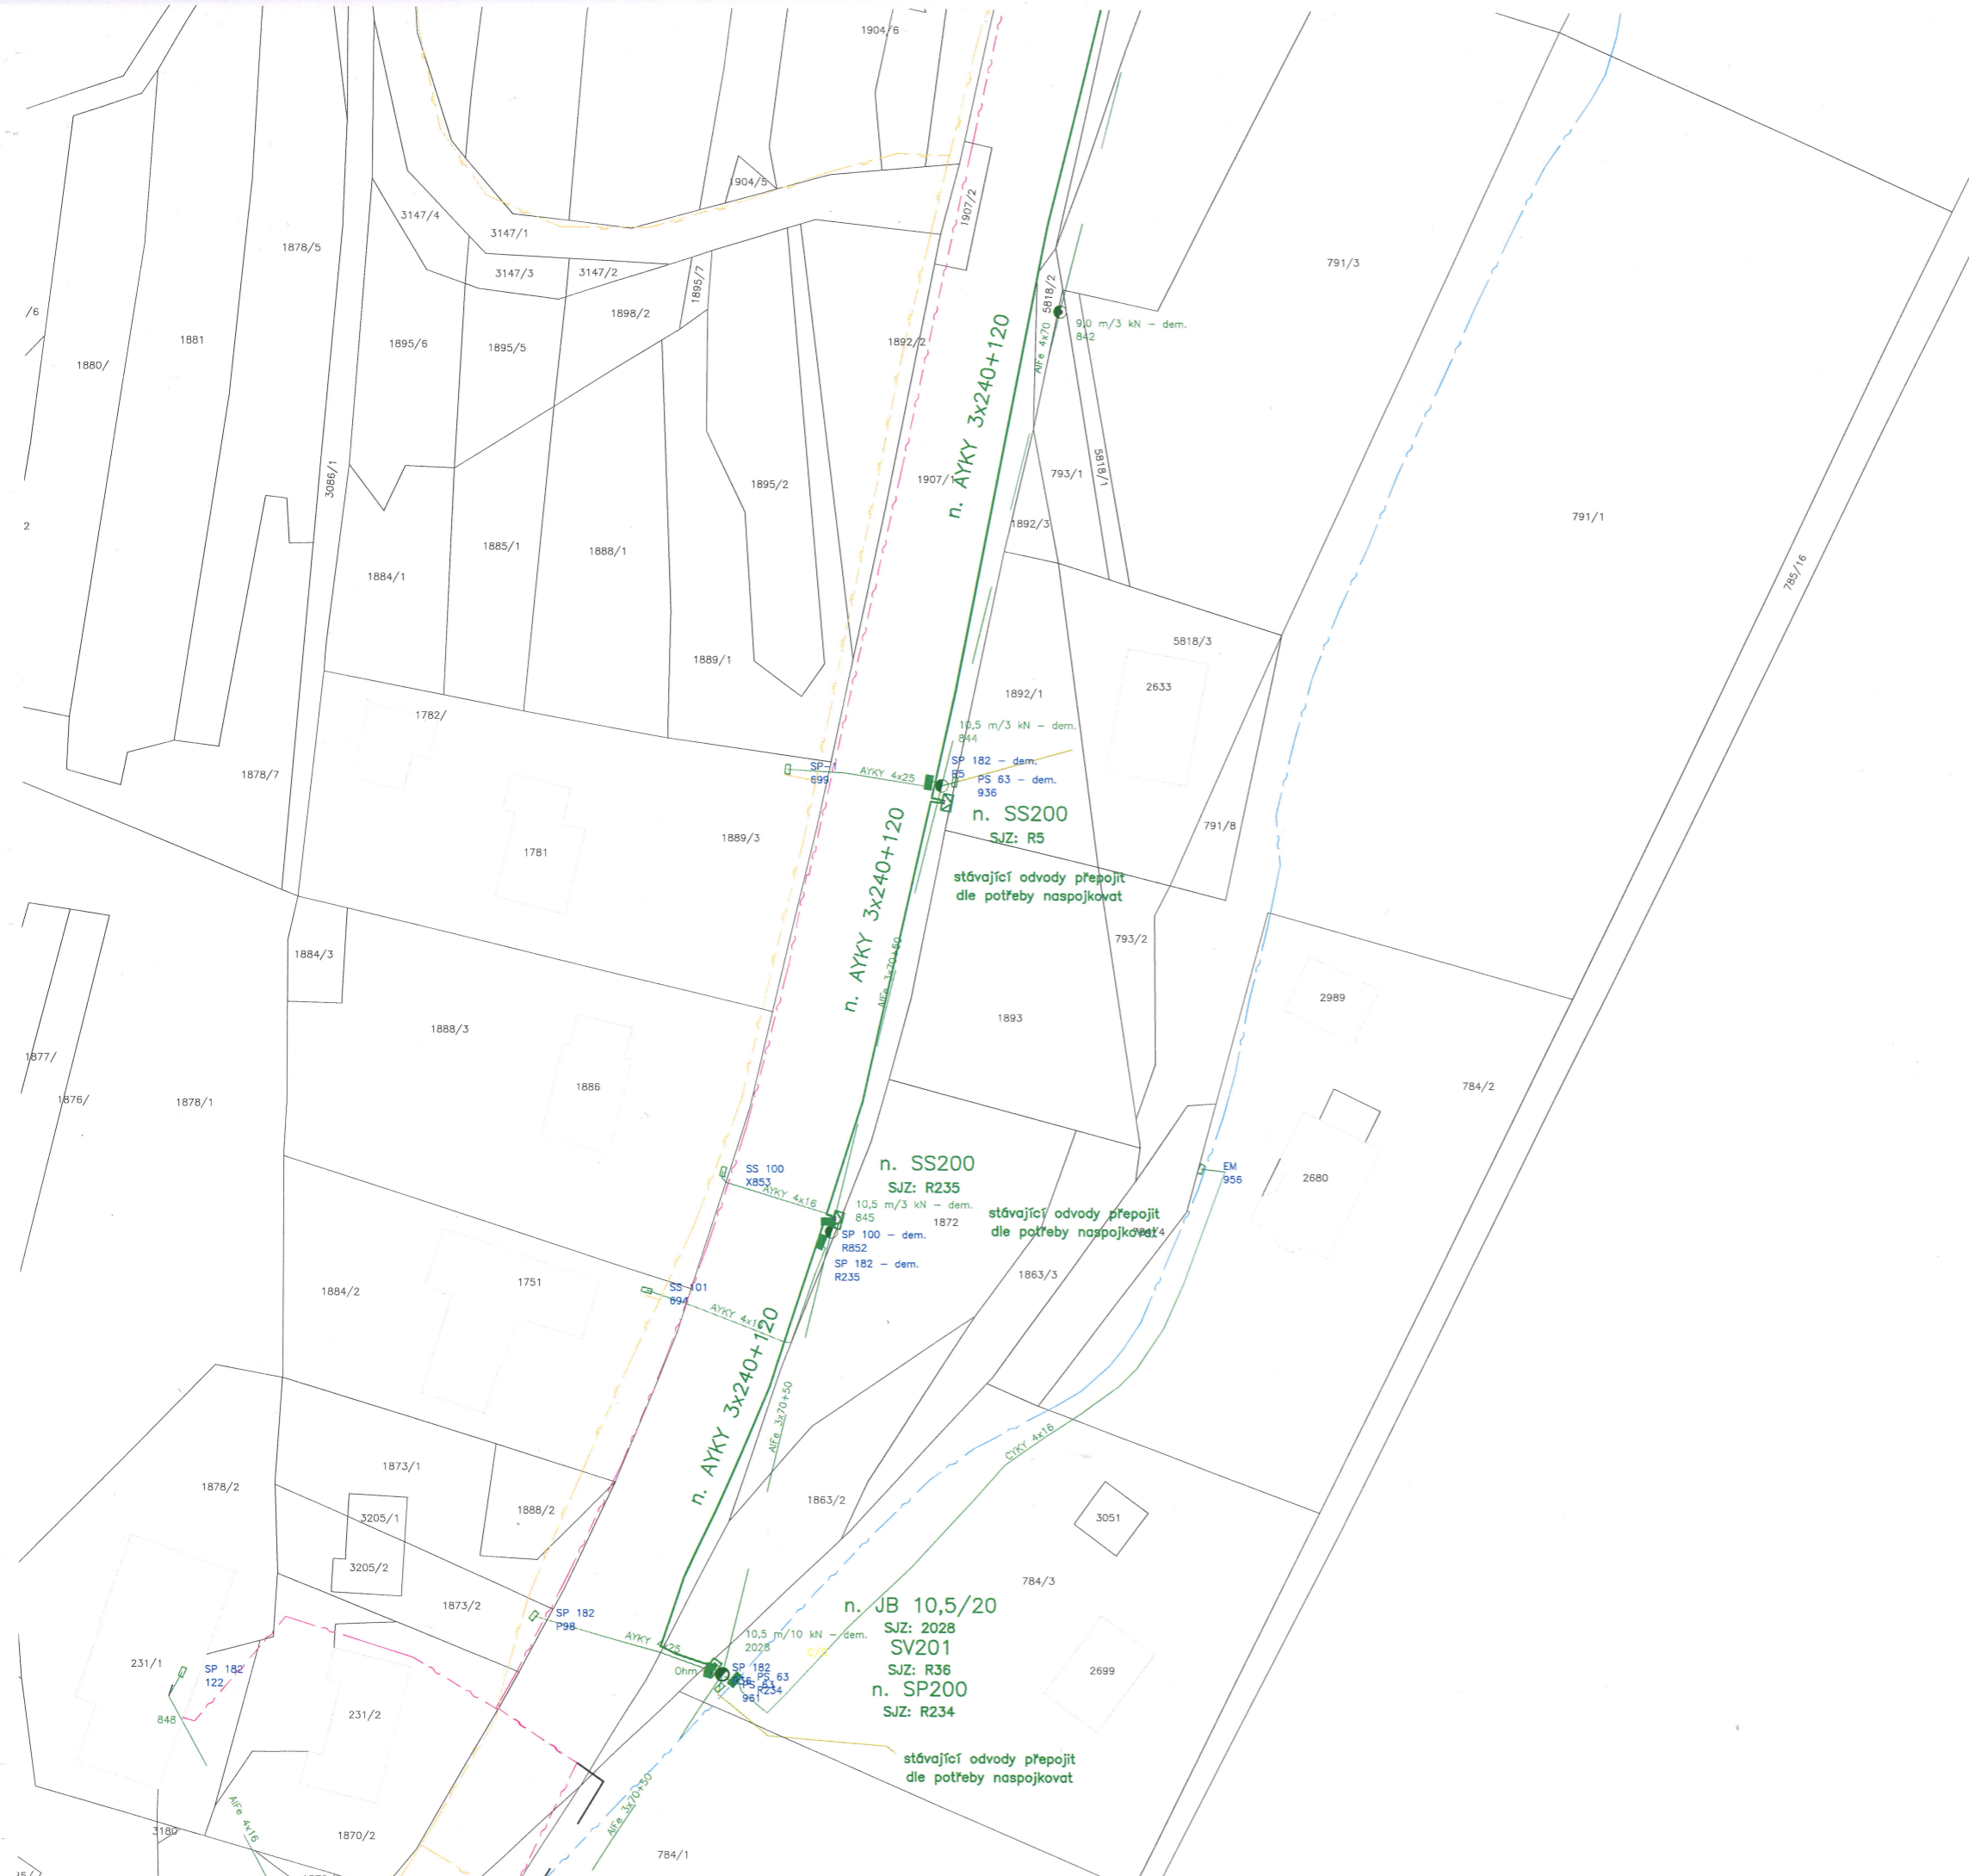 1904/6
1904/5
1907/2
3147/4
3147/1
3147/3
3147/2
1878/5
1895/7
1898/2
791/3
5818/2
/6
1881
1880/
1895/6
1895/5
1892/2
AlFe 4x70
9,0 m/3 kN – dem.
842
n. AYKY 3x240+120
3086/1
1895/2
1907/1
793/1
5818/1
1892/3
791/1
785/16
2
1884/1
1885/1
1888/1
1889/1
5818/3
1892/1
2633
1782/
10,5 m/3 kN – dem.
844
1878/7
SP-1
699
AYKY 4x25
SP 182 – dem.
R5
PS 63 – dem.
936
n. SS200
SJZ: R5
791/8
1781
1889/3
stávající odvody přepojit
dle potřeby naspojkovat
n. AYKY 3x240+120
AlFe 3x70+50
793/2
1884/3
2989
1893
1888/3
1877/
1876/
1878/1
1886
784/2
SS 100
X853
AYKY 4x16
n. SS200
SJZ: R235
10,5 m/3 kN – dem.
845
1872
stávající odvody přepojit
dle potřeby naspojkovat
EM
956
2680
SP 100 – dem.
R852
SP 182 – dem.
R235
1863/3
1884/2
1751
SS 101
694
AYKY 4x16
n. AYKY 3x240+120
AlFe 3x70+50
CYKY 4x16
1873/1
1878/2
1888/2
3205/1
3205/2
1863/2
3051
784/3
1873/2
SP 182
P98
AYKY 4x25
n. JB 10,5/20
SJZ: 2028
SV201
SJZ: R36
n. SP200
SJZ: R234
10,5 m/10 kN – dem.
2028
Ohm
SP 182
PS 63
R234
961
231/1
SP 182
122
848
231/2
2699
stávající odvody přepojit
dle potřeby naspojkovat
AlFe 4x16
AlFe 3x70+50
3180
1870/2
784/1